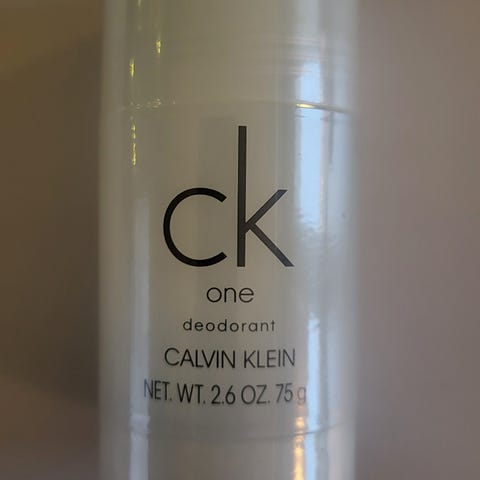 ck
one
deodorant
CALVIN KLEIN
NET. WT. 2.6 OZ. 75 g